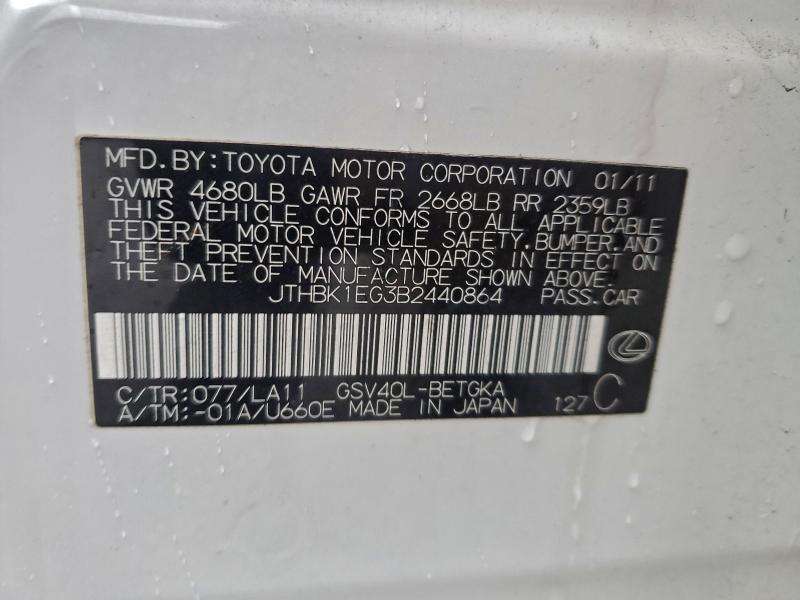 MFD.BY:TOYOTA MOTOR CORPORATION 01/11
GVWR 4680LB GAWR FR 2668LB RR 2359LB
THIS VEHICLE CONFORMS TO ALL APPLICABLE
FEDERAL MOTOR VEHICLE SAFETY,BUMPER,AND
THEFT PREVENTION STANDARDS IN EFFECT ON
THE DATE OF MANUFACTURE SHOWN ABOVE.
JTHBK1EG3B2440864 PASS.CAR
C/TR:077/LA11 GSV40L-BETGKA
A/TM:-01A/U660E MADE IN JAPAN 127 C